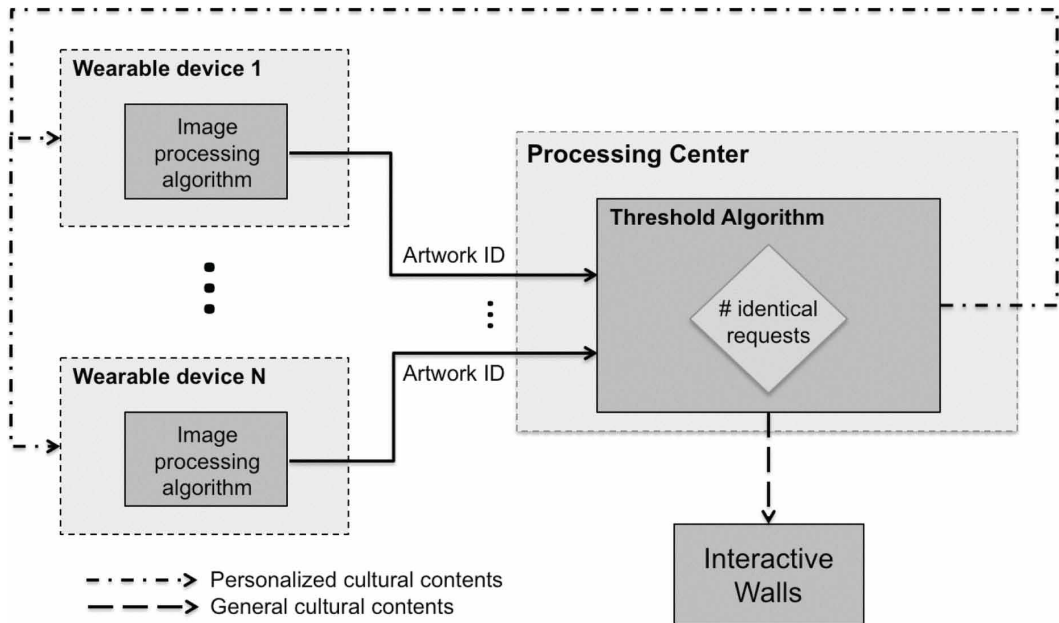 Wearable device 1
Image
processing
algorithm
Processing Center
Threshold Algorithm
# identical
requests
Artwork ID
Artwork ID
Wearable device N
Image
processing
algorithm
Interactive
Walls
Personalized cultural contents
General cultural contents